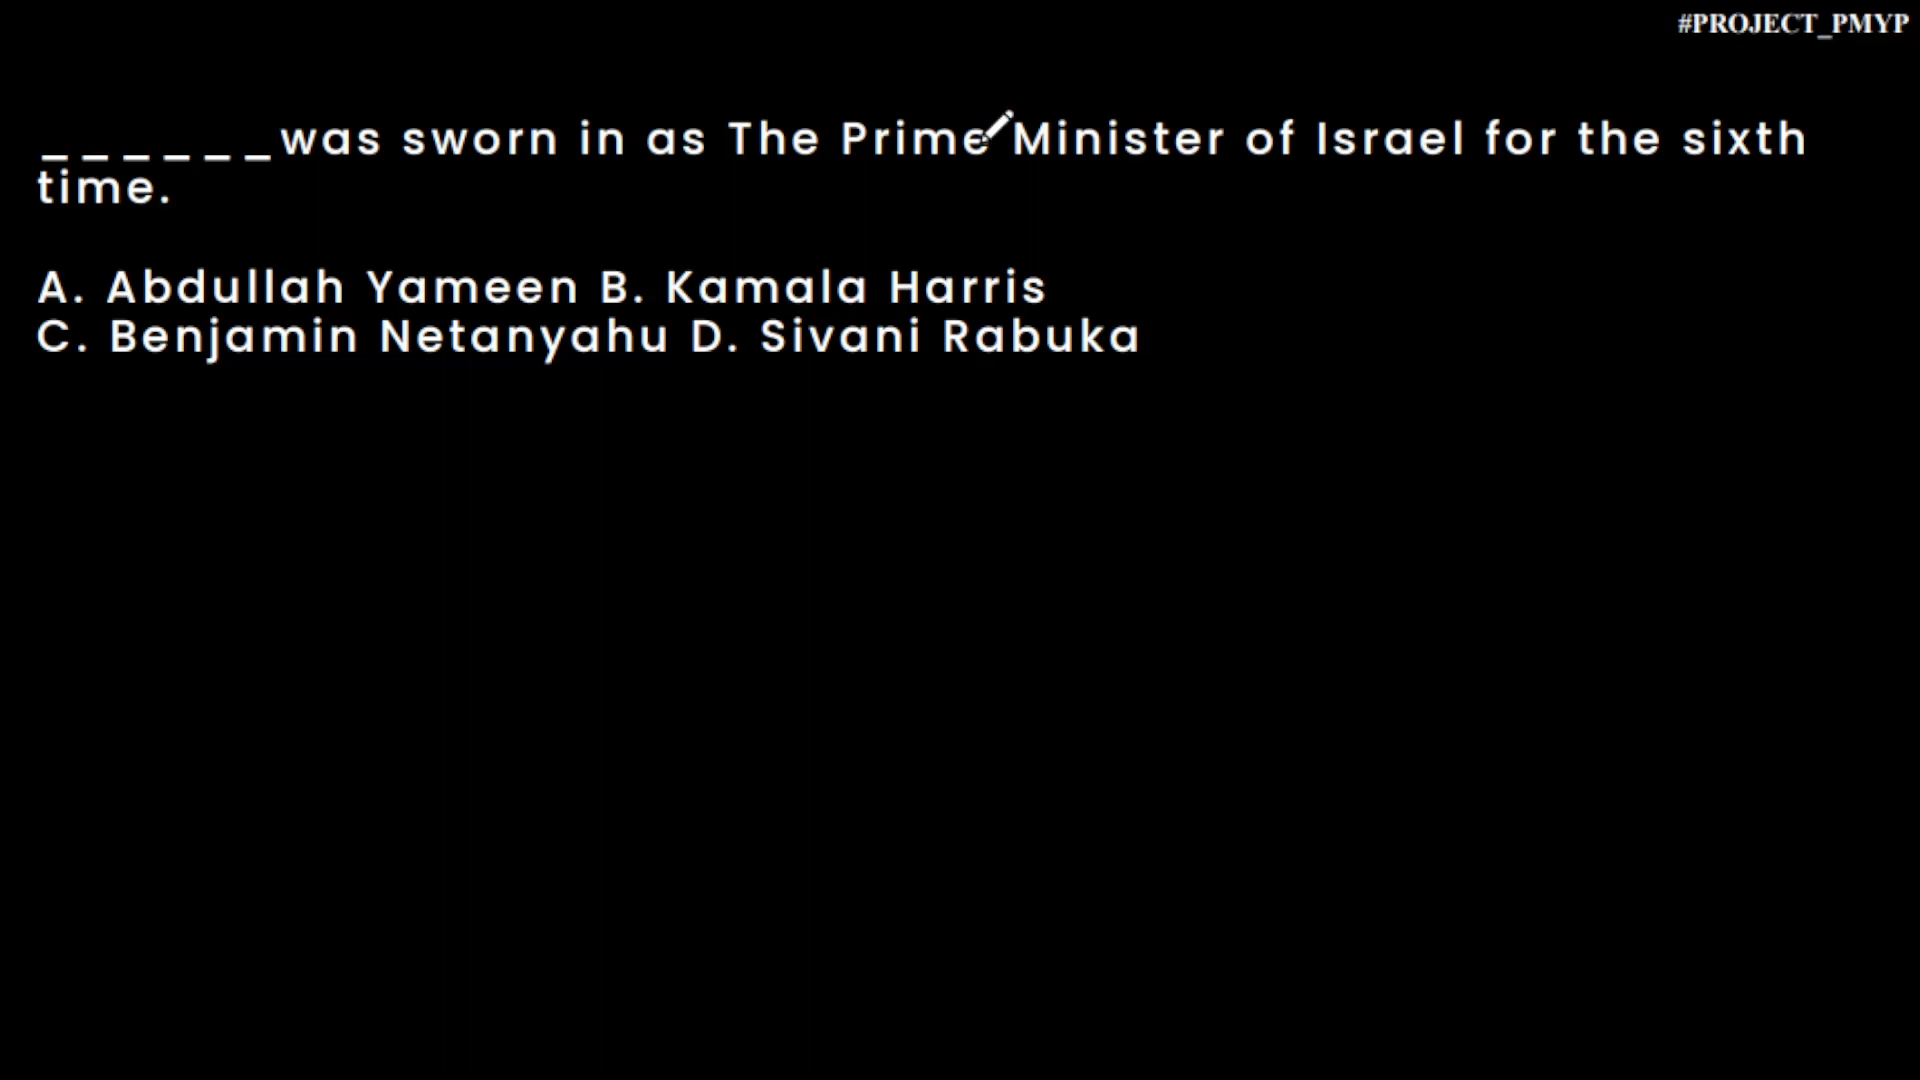 #PROJECT_PMYP
______was sworn in as The Prime Minister of Israel for the sixth
time.
A. Abdullah Yameen B. Kamala Harris
C. Benjamin Netanyahu D. Sivani Rabuka